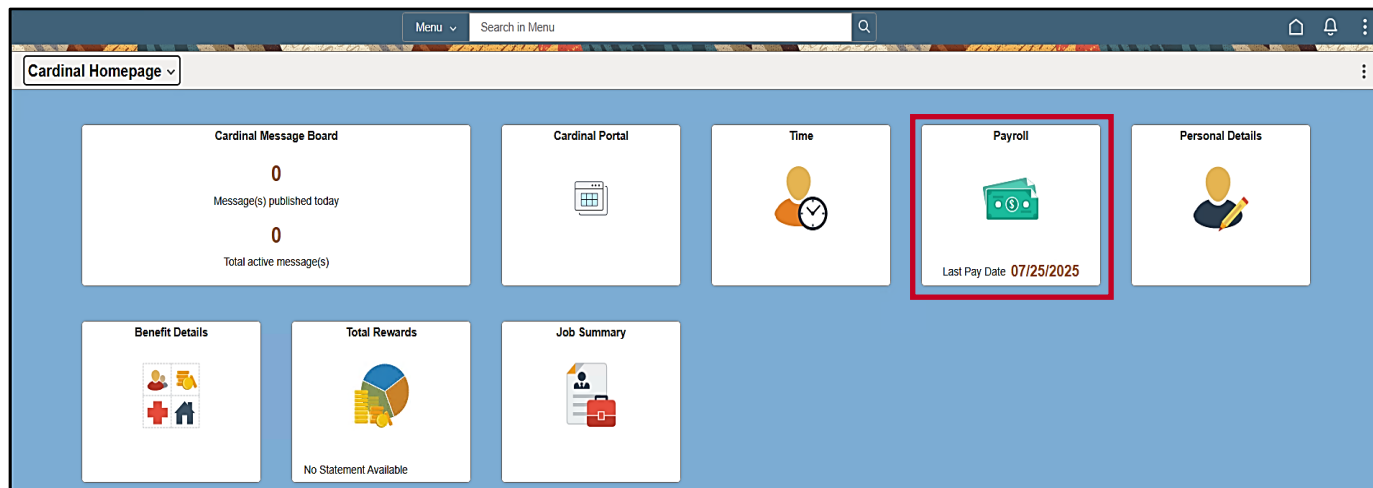 Menu
Search in Menu
Cardinal Homepage
Cardinal Message Board
0
Message(s) published today
0
Total active message(s)
Cardinal Portal
Time
Payroll
Last Pay Date 07/25/2025
Personal Details
Benefit Details
Total Rewards
No Statement Available
Job Summary